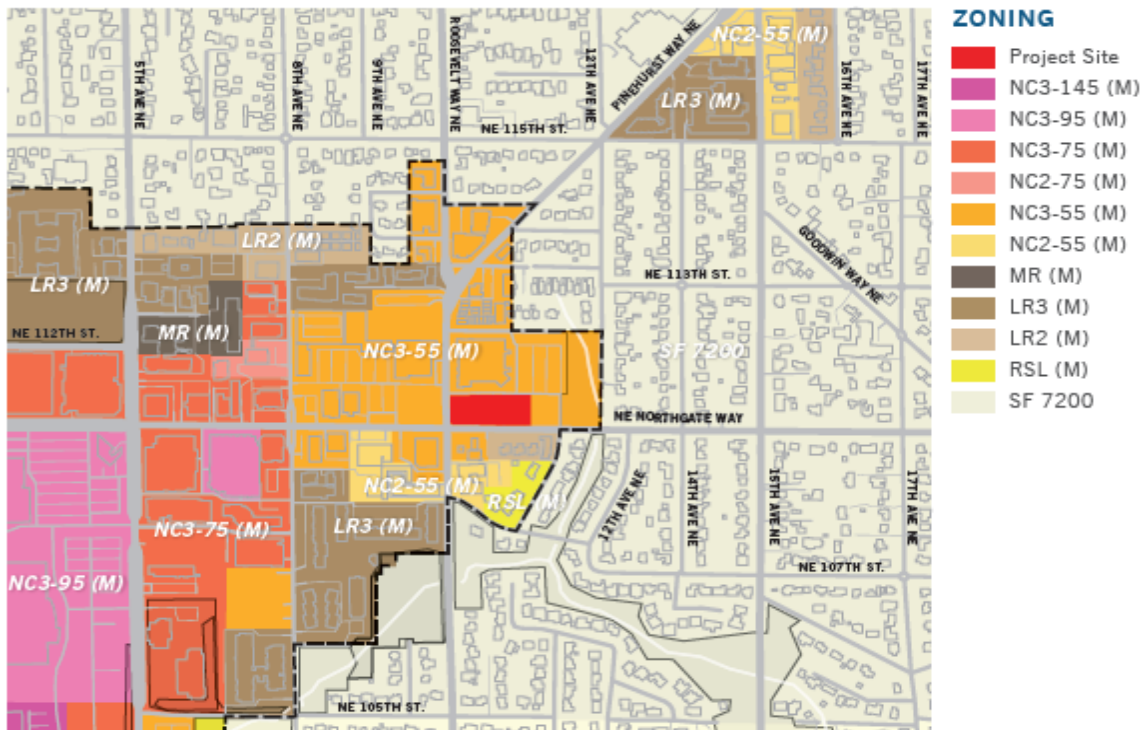 ZONING
Project Site
NC3-145 (M)
NC3-95 (M)
NC3-75 (M)
NC2-75 (M)
NC3-55 (M)
NC2-55 (M)
MR (M)
LR3 (M)
LR2 (M)
RSL (M)
SF 7200
5TH AVE NE
8TH AVE NE
9TH AVE NE
ROOSEVELT WAY NE
12TH AVE NE
PINEHURST WAY NE
NC2-55 (M)
16TH AVE NE
17TH AVE NE
LR3 (M)
NE 115TH ST.
LR2 (M)
GOODWIN WAY NE
NE 113TH ST.
LR3 (M)
NE 112TH ST.
MR (M)
NC3-55 (M)
SF 7200
NE NORTHGATE WAY
NC2-55 (M)
RSL (M)
12TH AVE NE
14TH AVE NE
15TH AVE NE
17TH AVE NE
NC3-75 (M)
LR3 (M)
NE 107TH ST.
NC3-95 (M)
NE 105TH ST.